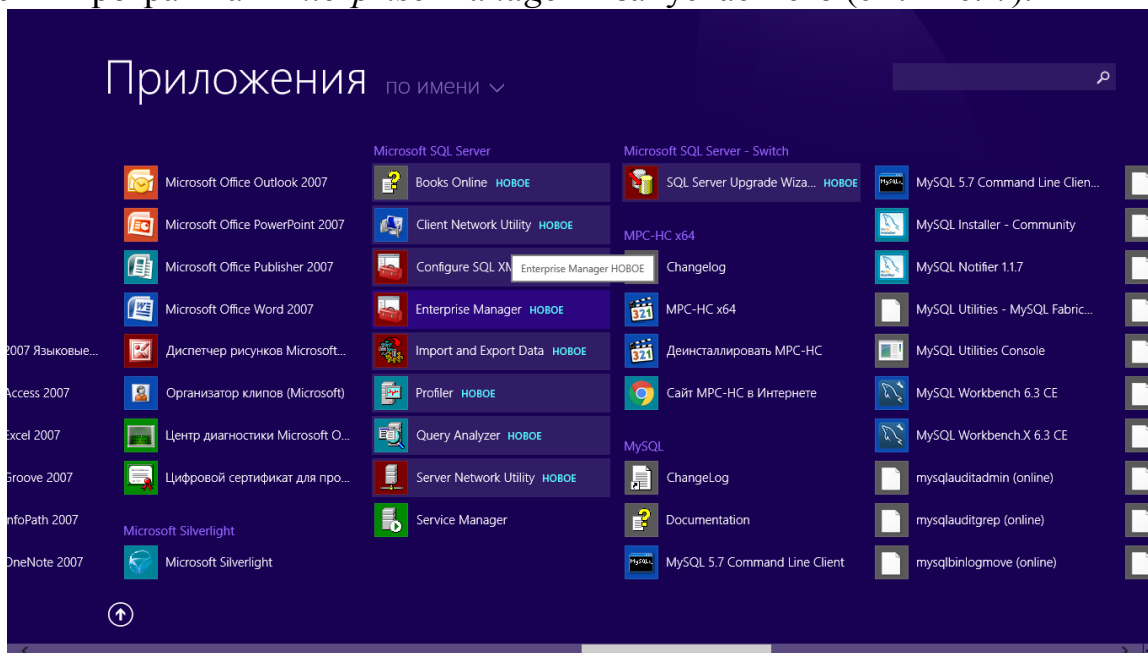 Приложения по имени
Microsoft Office Outlook 2007
Microsoft Office PowerPoint 2007
Microsoft Office Publisher 2007
Microsoft Office Word 2007
2007 Языковые...
Диспетчер рисунков Microsoft...
Access 2007
Организатор клипов (Microsoft)
Excel 2007
Центр диагностики Microsoft О...
Groove 2007
Цифровой сертификат для про...
InfoPath 2007
Microsoft Silverlight
OneNote 2007
Microsoft Silverlight
Microsoft SQL Server
Books Online НОВОЕ
Client Network Utility НОВОЕ
Configure SQL
Enterprise Manager НОВОЕ
Enterprise Manager НОВОЕ
Import and Export Data НОВОЕ
Profiler НОВОЕ
Query Analyzer НОВОЕ
Server Network Utility НОВОЕ
Service Manager
Microsoft SQL Server - Switch
SQL Server Upgrade Wiza... НОВОЕ
MPC-HC x64
Changelog
MPC-HC x64
Деинсталлировать MPC-HC
Сайт MPC-HC в Интернете
MySQL
ChangeLog
Documentation
MySQL 5.7 Command Line Client
MySQL 5.7 Command Line Clien...
MySQL Installer - Community
MySQL Notifier 1.1.7
MySQL Utilities - MySQL Fabric...
MySQL Utilities Console
MySQL Workbench 6.3 CE
MySQL Workbench.X 6.3 CE
mysqlauditadmin (online)
mysqlauditgrep (online)
mysqlbinlogmove (online)